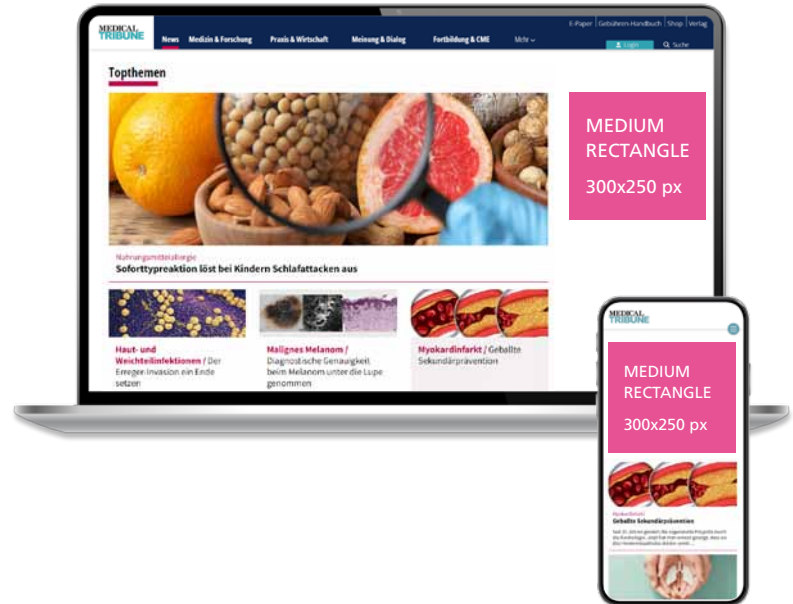 E-Paper | Gebühren-Handbuch | Shop | Verlag
MEDICAL
TRIBUNE
News Medizin & Forschung Praxis & Wirtschaft Meinung & Dialog Fortbildung & CME Mehr
Login Suche
Topthemen
MEDIUM
RECTANGLE
300x250 px
Nahrungsmittelallergie
Soforttypreaktion löst bei Kindern Schlafattacken aus
Haut- und
Weichteilinfektionen / Der
Erreger-Invasion ein Ende
setzen
Malignes Melanom /
Diagnostische Genauigkeit
beim Melanom unter die Lupe
genommen
Myokardinfarkt / Geballte
Sekundärprävention
MEDICAL
TRIBUNE
MEDIUM
RECTANGLE
300x250 px
Myokardinfarkt
Geballte Sekundärprävention